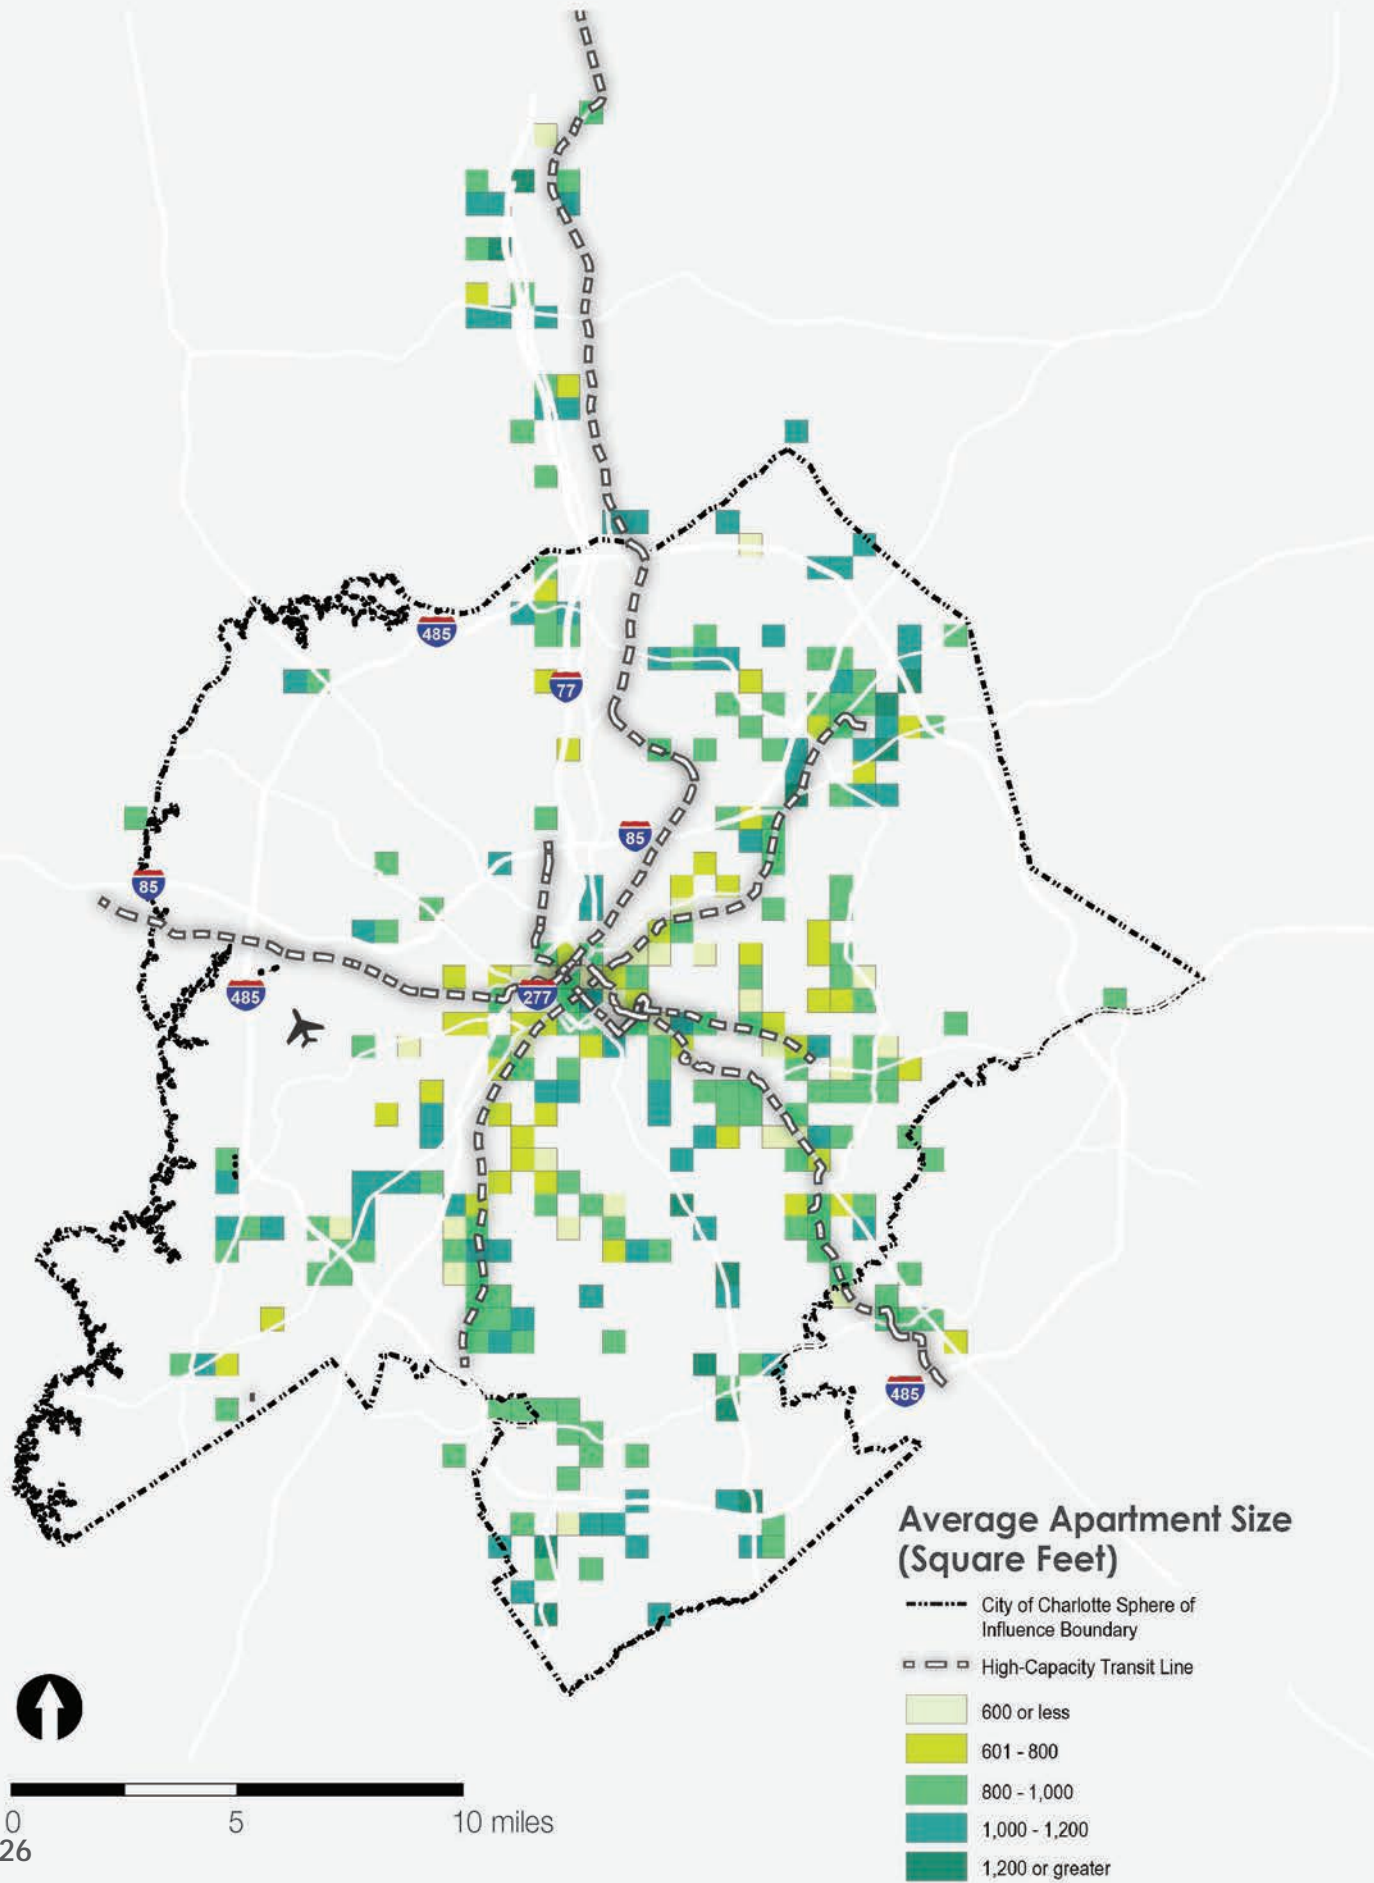 485
77
85
85
277
485
485
Average Apartment Size
(Square Feet)
City of Charlotte Sphere of
Influence Boundary
High-Capacity Transit Line
600 or less
601 - 800
800 - 1,000
1,000 - 1,200
1,200 or greater
0 5 10 miles
26